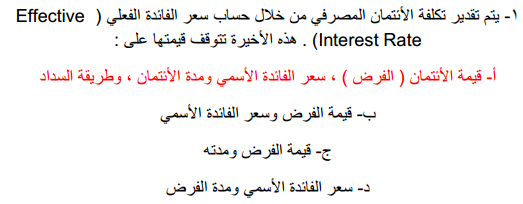 ١- يتم تقدير تكلفة الأئتمان المصرفي من خلال حساب سعر الفائدة الفعلي ( Effective
Interest Rate) . هذه الأخيرة تتوقف قيمتها على :
أ- قيمة الأئتمان ( القرض ) ، سعر الفائدة الأسمي ومدة الأئتمان ، وطريقة السداد
ب- قيمة القرض وسعر الفائدة الأسمي
ج- قيمة القرض ومدته
د- سعر الفائدة الأسمي ومدة القرض